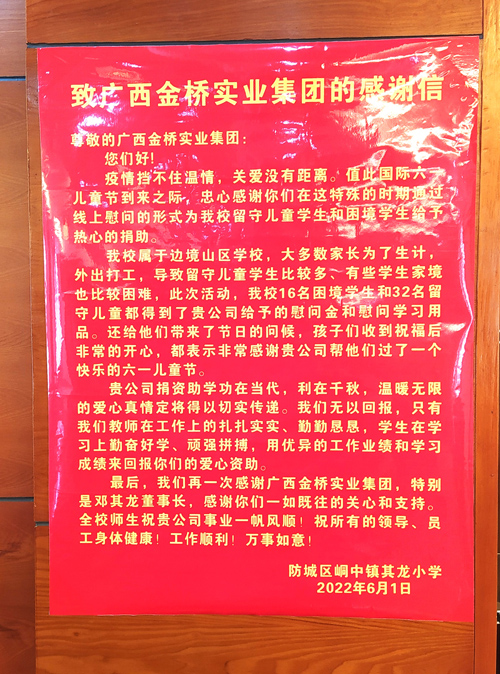 致广西金桥实业集团的感谢信
尊敬的广西金桥实业集团：
您们好！
疫情挡不住温情，关爱没有距离。值此国际六一
儿童节到来之际，忠心感谢你们在这特殊的时期通过
线上慰问的形式为我校留守儿童学生和困境学生给予
热心的捐助。
我校属于边境山区学校，大多数家长为了生计，
外出打工，导致留守儿童学生比较多、有些学生家境
也比较困难，此次活动，我校16名困境学生和32名留
守儿童都得到了贵公司给予的慰问金和慰问学习用
品。还给他们带来了节日的问候，孩子们收到祝福后
非常的开心，都表示非常感谢贵公司帮他们过了一个
快乐的六一儿童节。
贵公司捐资助学功在当代，利在千秋，温暖无限
的爱心真情定将得以切实传递。我们无以回报，只有
我们教师在工作上的扎扎实实、勤勤恳恳，学生在学
习上勤奋好学、顽强拼搏，用优异的工作业绩和学习
成绩来回报你们的爱心资助。
最后，我们再一次感谢广西金桥实业集团，特别
是邓其龙董事长，感谢你们一如既往的关心和支持。
全校师生祝贵公司事业一帆风顺！祝所有的领导、员
工身体健康！工作顺利！万事如意！
防城区峒中镇其龙小学
2022年6月1日